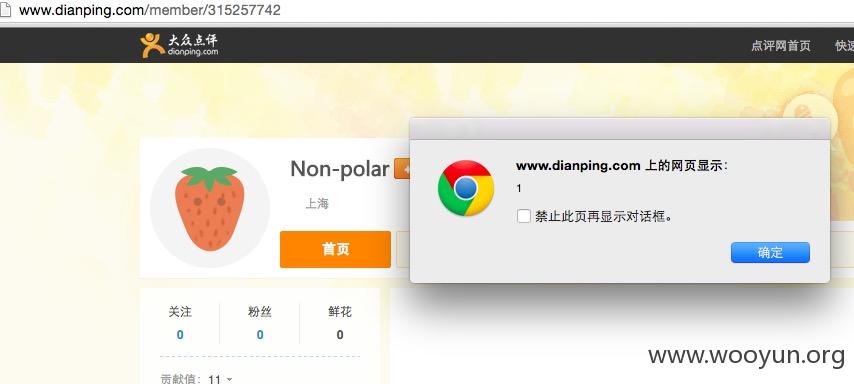 www.dianping.com/member/315257742
大众点评
dianping.com
点评网首页
Non-polar
上海
首页
www.dianping.com 上的网页显示：
1
禁止此页再显示对话框。
确定
关注 粉丝 鲜花
0 0 0
贡献值： 11
www.wooyun.org